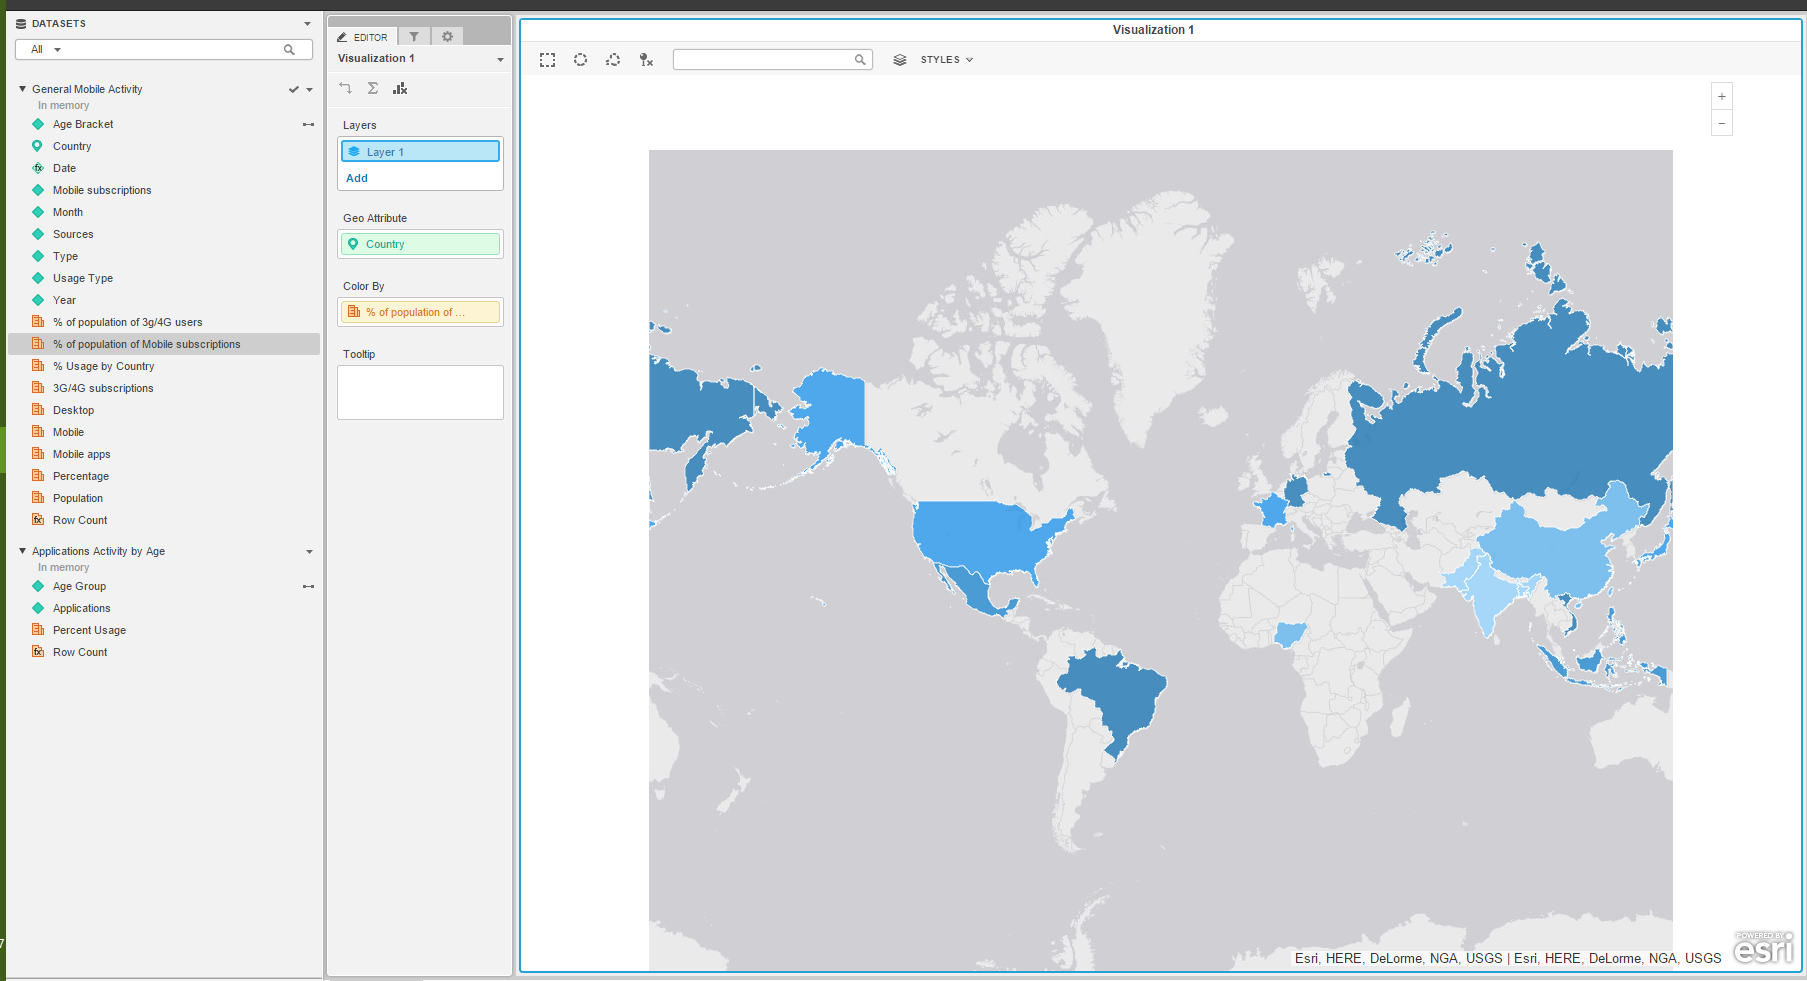 DATASETS
All
General Mobile Activity
In memory
Age Bracket
Country
Date
Mobile subscriptions
Month
Sources
Type
Usage Type
Year
% of population of 3g/4G users
% of population of Mobile subscriptions
% Usage by Country
3G/4G subscriptions
Desktop
Mobile
Mobile apps
Percentage
Population
Row Count
Applications Activity by Age
In memory
Age Group
Applications
Percent Usage
Row Count
7
EDITOR
Visualization 1
Layers
Layer 1
Add
Geo Attribute
Country
Color By
% of population of ...
Tooltip
Visualization 1
STYLES
+
−
POWERED BY
esri
Esri, HERE, DeLorme, NGA, USGS | Esri, HERE, DeLorme, NGA, USGS